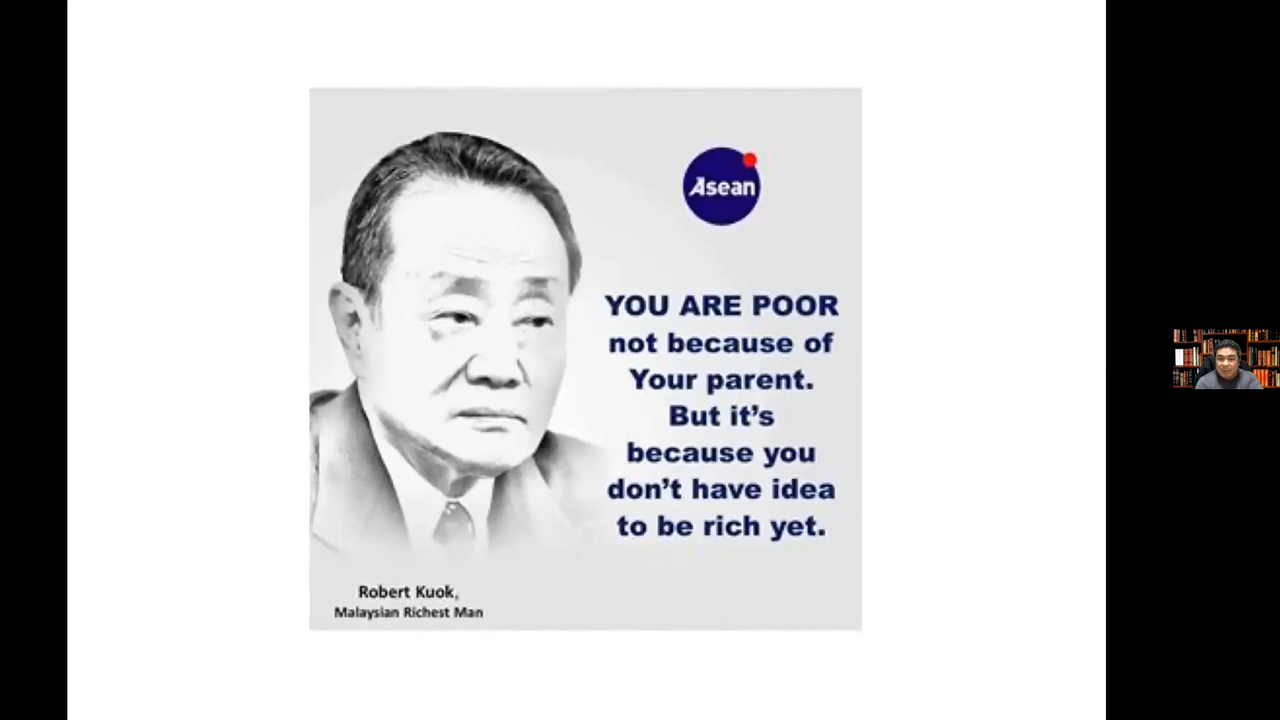 Asean
YOU ARE POOR
not because of
Your parent.
But it's
because you
don't have idea
to be rich yet.
Robert Kuok,
Malaysian Richest Man